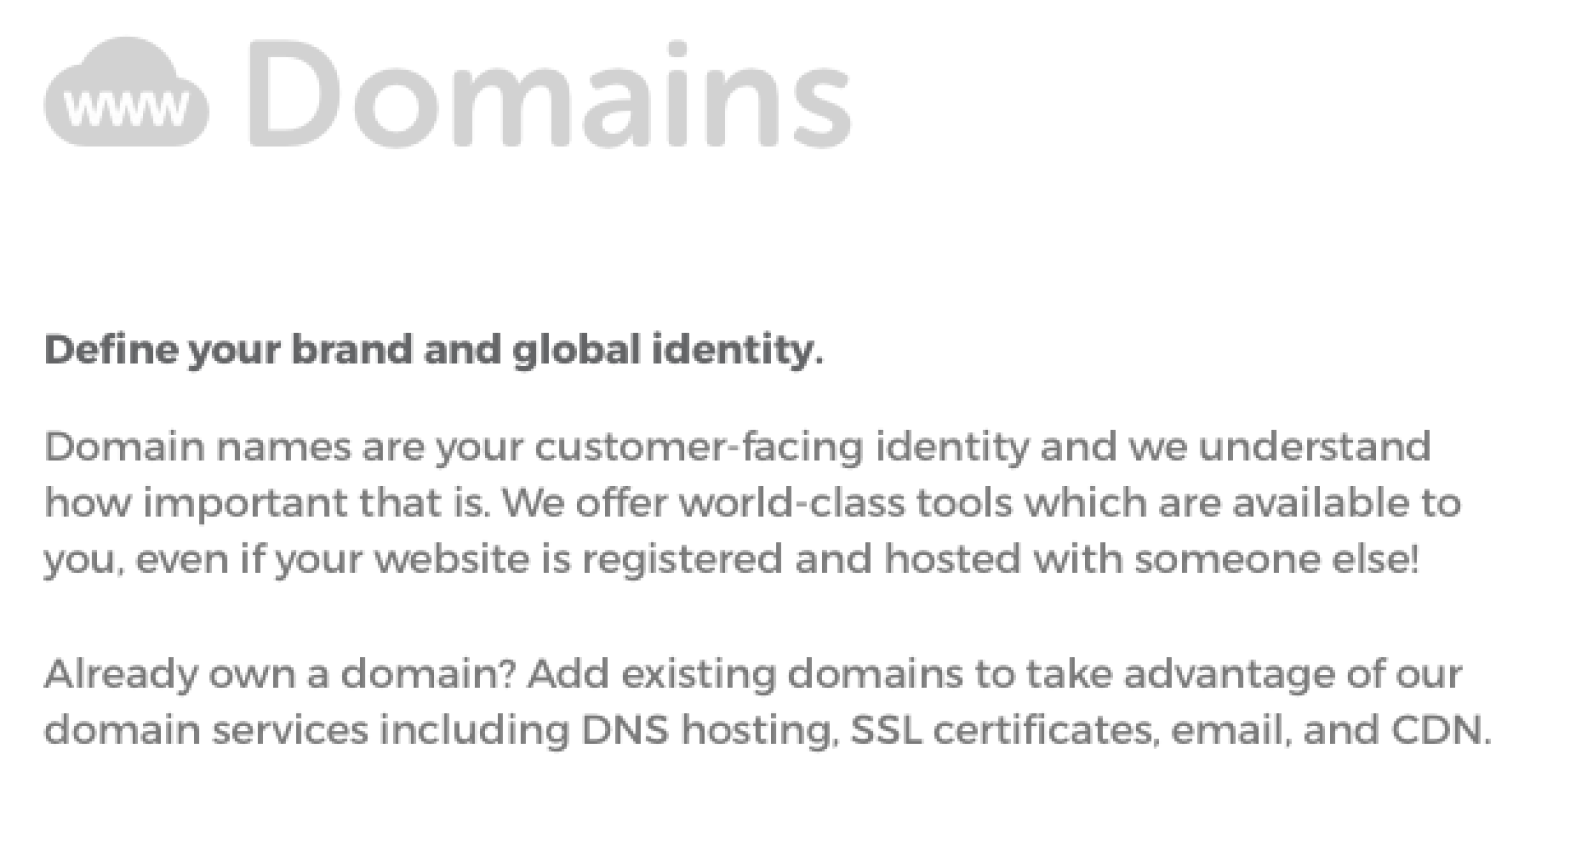 www Domains
Define your brand and global identity.
Domain names are your customer-facing identity and we understand
how important that is. We offer world-class tools which are available to
you, even if your website is registered and hosted with someone else!
Already own a domain? Add existing domains to take advantage of our
domain services including DNS hosting, SSL certificates, email, and CDN.